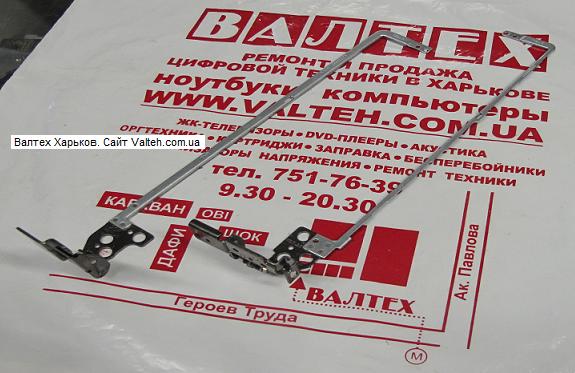 ВАЛТЕХ
РЕМОНТ И ПРОДАЖА
ЦИФРОВОЙ ТЕХНИКИ В ХАРЬКОВЕ
ноутбуки компьютеры
WWW.VALTEH.COM.UA
ЖК-ТЕЛЕВИЗОРЫ • DVD-ПЛЕЕРЫ • АКУСТИКА
Валтех Харьков. Сайт Valteh.com.ua
ОРГТЕХНИКА • КАРТРИДЖИ • ЗАПРАВКА • БЕСПЕРЕБОЙНИКИ
НАПРЯЖЕНИЯ • РЕМОНТ ТЕХНИКИ
тел. 751-76-39
9.30 - 20.30
КАРАВАН
ОВІ
ДАФИ
ШОК
ВАЛТЕХ
Героев Труда
Ак. Павлова
М